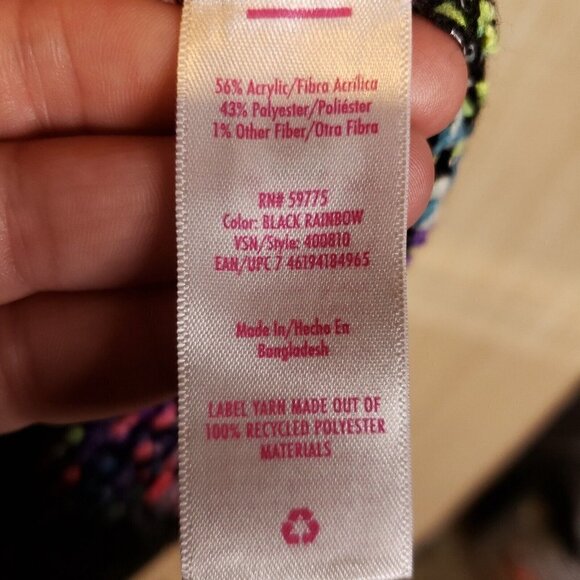 56% Acrylic/Fibra Acrílica
43% Polyester/Poliéster
1% Other Fiber/Otra Fibra
RN# 59775
Color: BLACK RAINBOW
VSN/Style: 400810
EAN/UPC 7 46194184965
Made In/Hecho En
Bangladesh
LABEL YARN MADE OUT OF
100% RECYCLED POLYESTER
MATERIALS